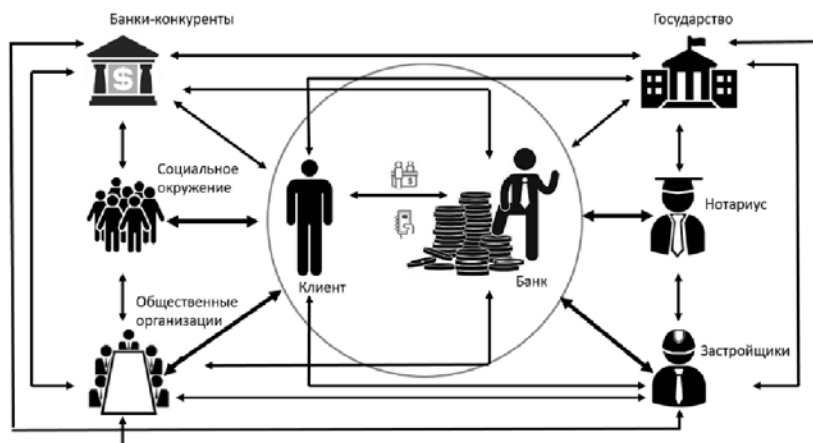 Банки-конкуренты
Государство
Социальное
окружение
Нотариус
Клиент
Банк
Общественные
организации
Застройщики